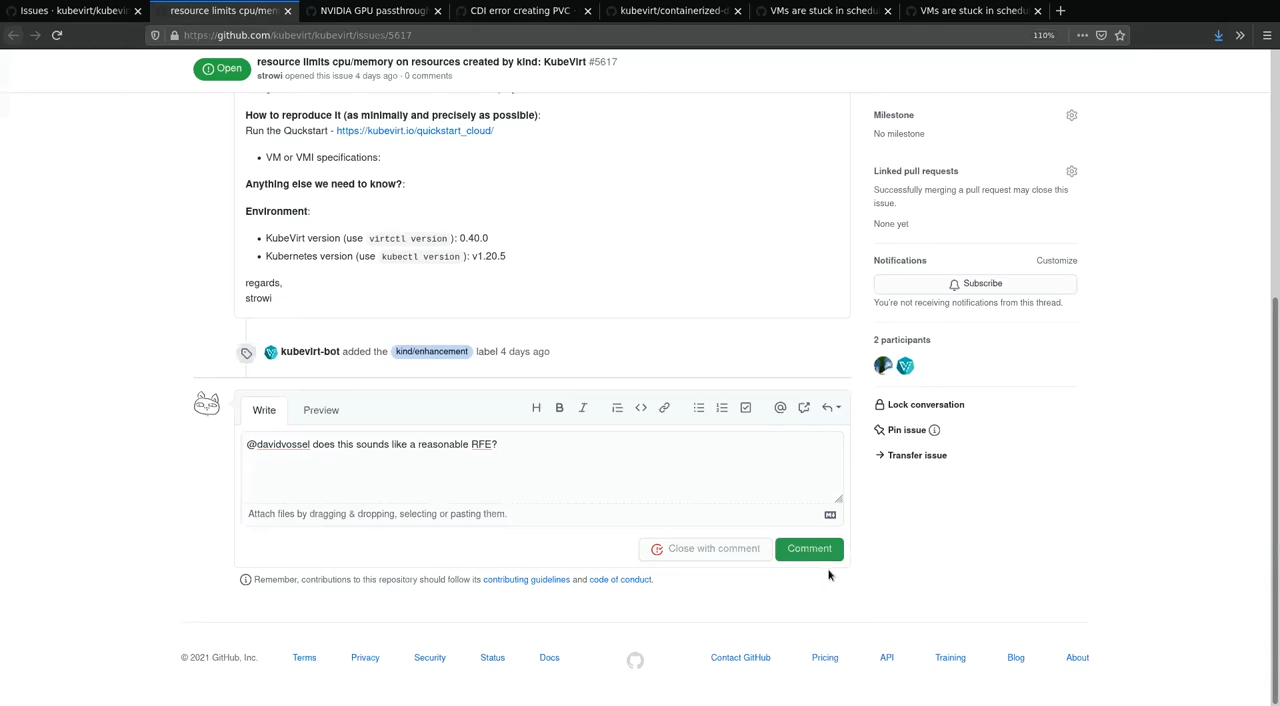 Issues · kubevirt/kubevir
resource limits cpu/mem
NVIDIA GPU passthroug
CDI error creating PVC ·
kubevirt/containerized-d
VMs are stuck in schedu
VMs are stuck in schedul
https://github.com/kubevirt/kubevirt/issues/5617
110%
Open
resource limits cpu/memory on resources created by kind: KubeVirt #5617
strowi opened this issue 4 days ago · 0 comments
How to reproduce it (as minimally and precisely as possible):
Run the Quckstart - https://kubevirt.io/quickstart_cloud/
• VM or VMI specifications:
Anything else we need to know?:
Environment:
• KubeVirt version (use virtctl version ): 0.40.0
• Kubernetes version (use kubectl version ): v1.20.5
regards,
strowi
kubevirt-bot added the kind/enhancement label 4 days ago
Write
Preview
@davidvossel does this sounds like a reasonable RFE?
Attach files by dragging & dropping, selecting or pasting them.
Close with comment
Comment
Remember, contributions to this repository should follow its contributing guidelines and code of conduct.
Milestone
No milestone
Linked pull requests
Successfully merging a pull request may close this
issue.
None yet
Notifications
Customize
Subscribe
You're not receiving notifications from this thread.
2 participants
Lock conversation
Pin issue
Transfer issue
© 2021 GitHub, Inc.
Terms
Privacy
Security
Status
Docs
Contact GitHub
Pricing
API
Training
Blog
About